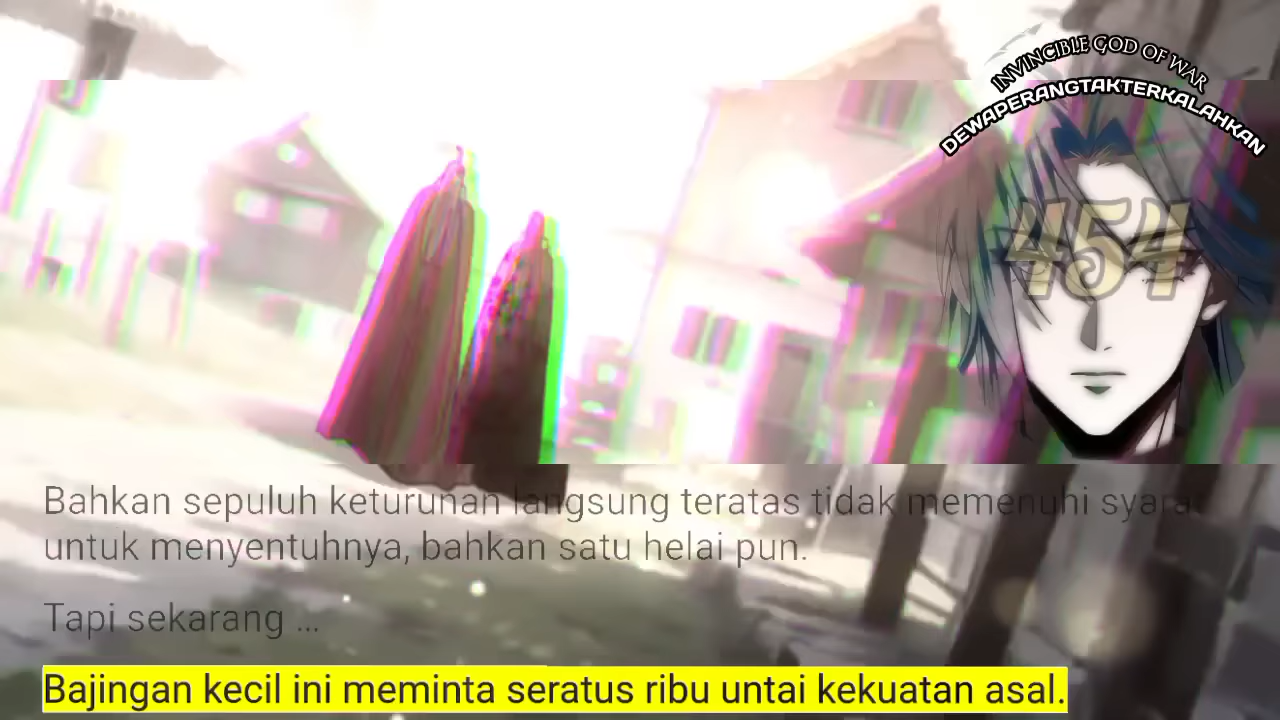 INVINCIBLE GOD OF WAR
DEWAPERANGTAKTERKALAHKAN
454
Bahkan sepuluh keturunan langsung teratas tidak memenuhi syara
untuk menyentuhnya, bahkan satu helai pun.
Tapi sekarang ...
Bajingan kecil ini meminta seratus ribu untai kekuatan asal.